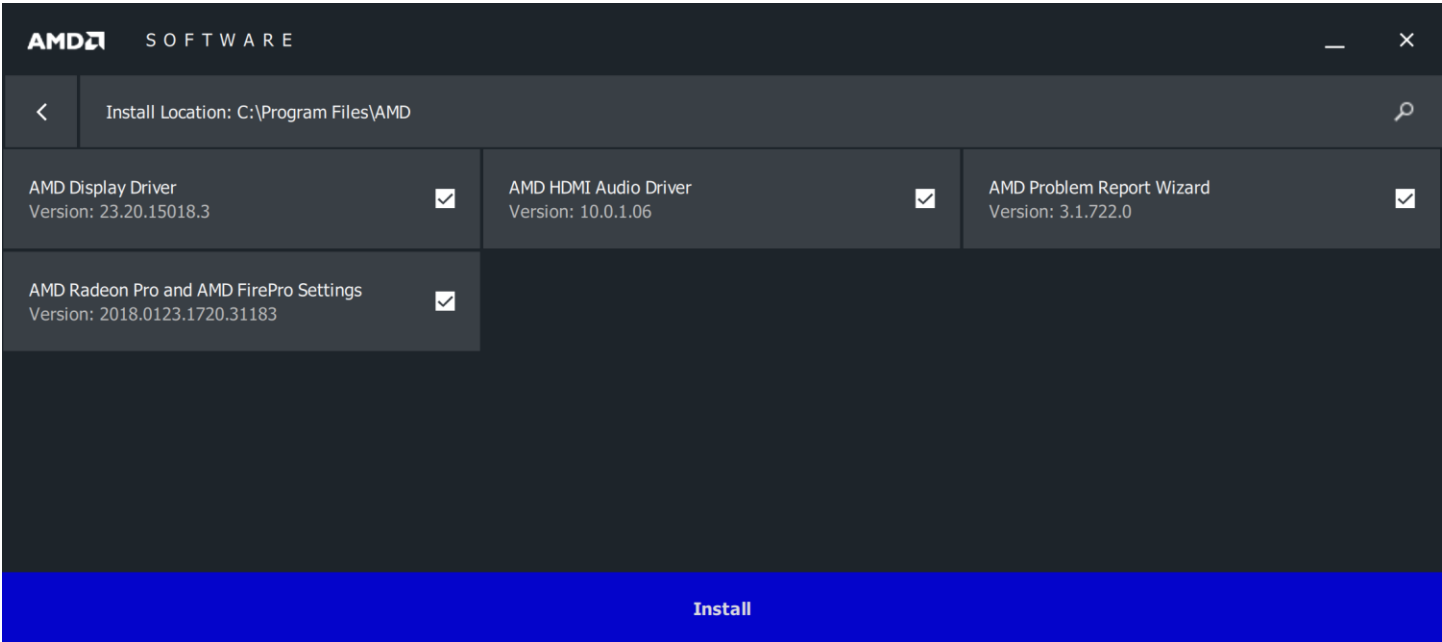 AMD SOFTWARE
Install Location: C:\Program Files\AMD
AMD Display Driver
Version: 23.20.15018.3
AMD HDMI Audio Driver
Version: 10.0.1.06
AMD Problem Report Wizard
Version: 3.1.722.0
AMD Radeon Pro and AMD FirePro Settings
Version: 2018.0123.1720.31183
Install